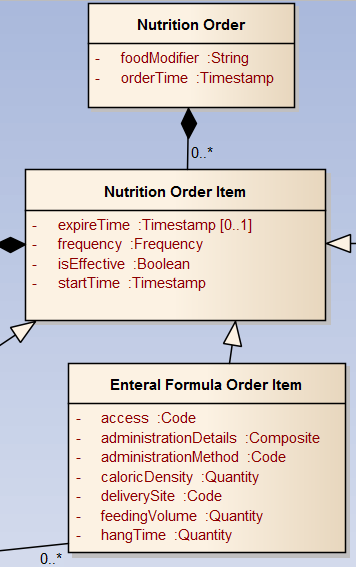 Nutrition Order
- foodModifier :String
- orderTime :Timestamp
0..*
Nutrition Order Item
- expireTime :Timestamp [0..1]
- frequency :Frequency
- isEffective :Boolean
- startTime :Timestamp
Enteral Formula Order Item
- access :Code
- administrationDetails :Composite
- administrationMethod :Code
- caloricDensity :Quantity
- deliverySite :Code
- feedingVolume :Quantity
- hangTime :Quantity
0..*